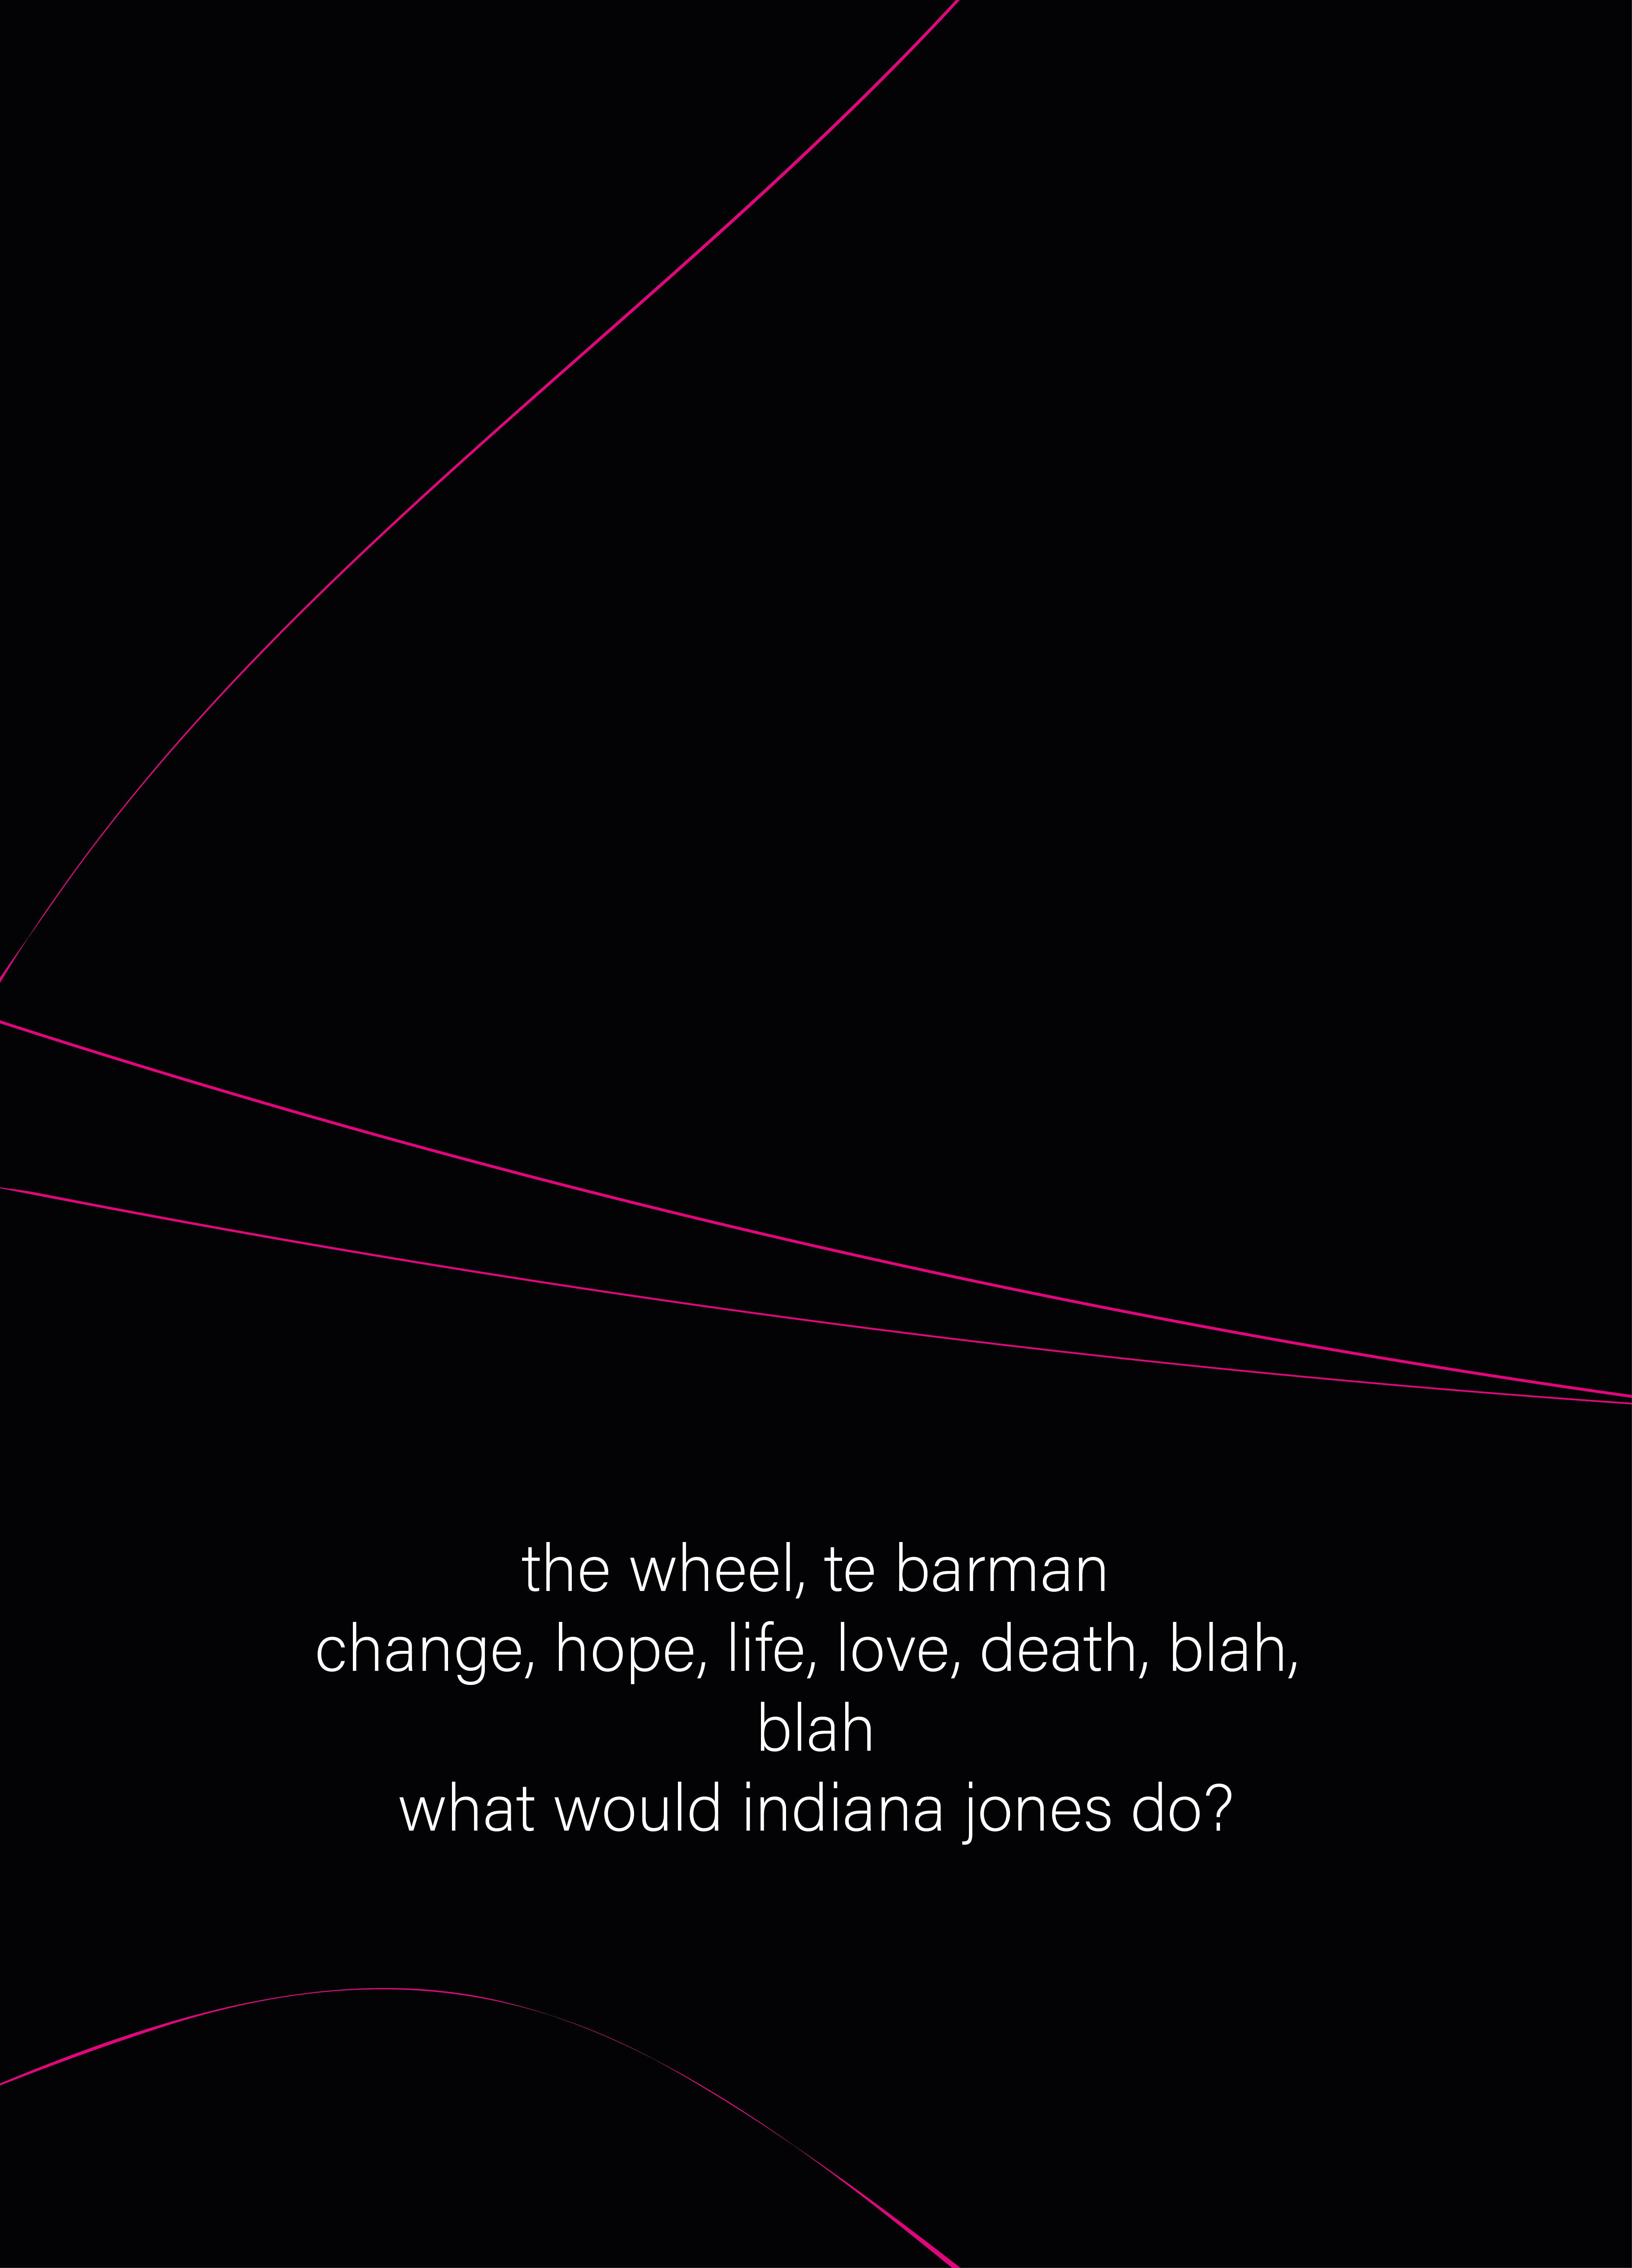 the wheel, te barman
change, hope, life, love, death, blah,
blah
what would indiana jones do?